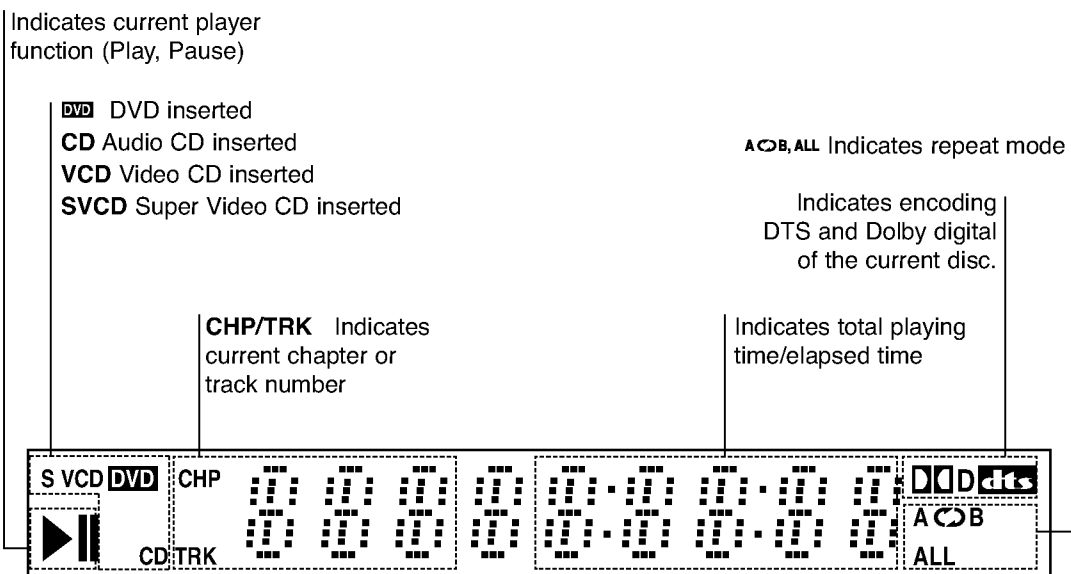 Indicates current player
function (Play, Pause)
DVD DVD inserted
CD Audio CD inserted
VCD Video CD inserted
SVCD Super Video CD inserted
A B, ALL Indicates repeat mode
Indicates encoding
DTS and Dolby digital
of the current disc.
CHP/TRK Indicates
current chapter or
track number
Indicates total playing
time/elapsed time
S VCD DVD CHP
D dts
A B
CD TRK
ALL